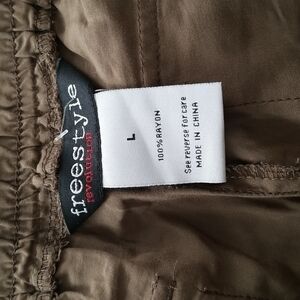 freestyle
revolution
L
100% RAYON
See reverse for care
MADE IN CHINA